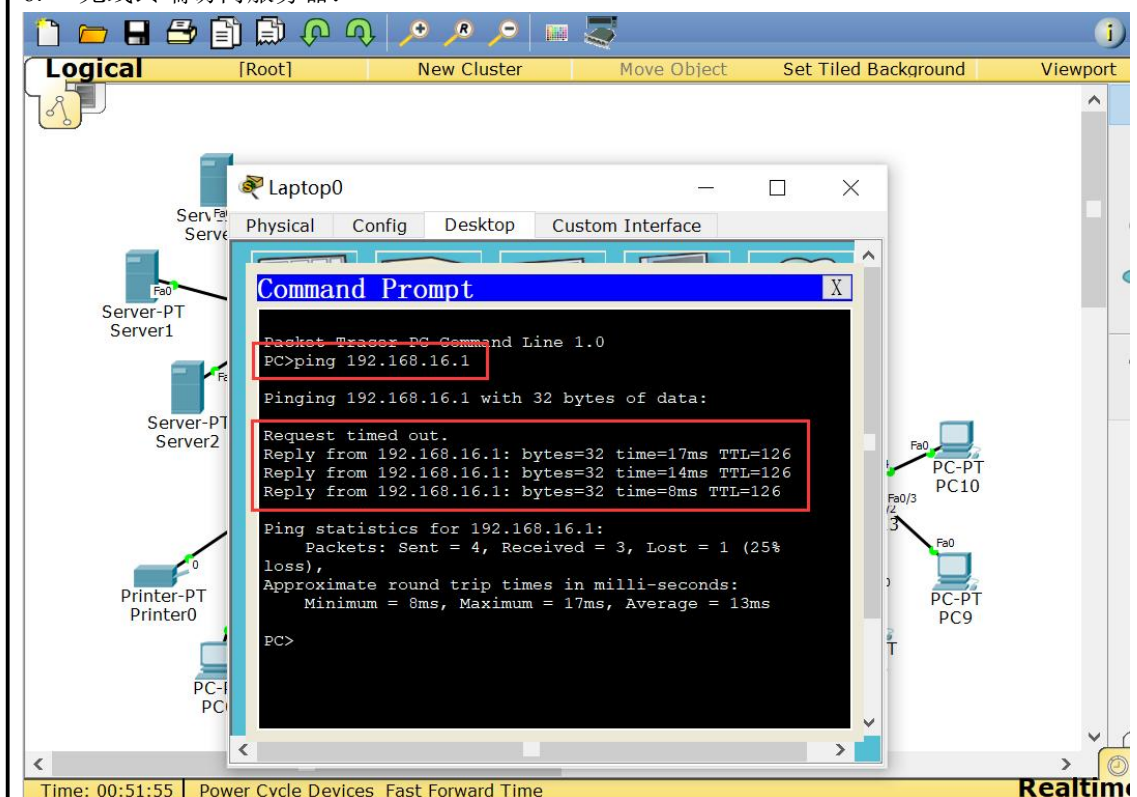 Logical [Root] New Cluster Move Object Set Tiled Background Viewport
Laptop0
Physical Config Desktop Custom Interface
Command Prompt X
Packet Tracer PC Command Line 1.0
PC>ping 192.168.16.1
Pinging 192.168.16.1 with 32 bytes of data:
Request timed out.
Reply from 192.168.16.1: bytes=32 time=17ms TTL=126
Reply from 192.168.16.1: bytes=32 time=14ms TTL=126
Reply from 192.168.16.1: bytes=32 time=8ms TTL=126
Ping statistics for 192.168.16.1:
Packets: Sent = 4, Received = 3, Lost = 1 (25%
loss),
Approximate round trip times in milli-seconds:
Minimum = 8ms, Maximum = 17ms, Average = 13ms
PC>
Fa0
Server-PT
Server1
Server-PT
Server2
Printer-PT
Printer0
Fa0
PC-PT
PC10
Fa0/3
Fa0
PC-PT
PC9
Time: 00:51:55 Power Cycle Devices Fast Forward Time